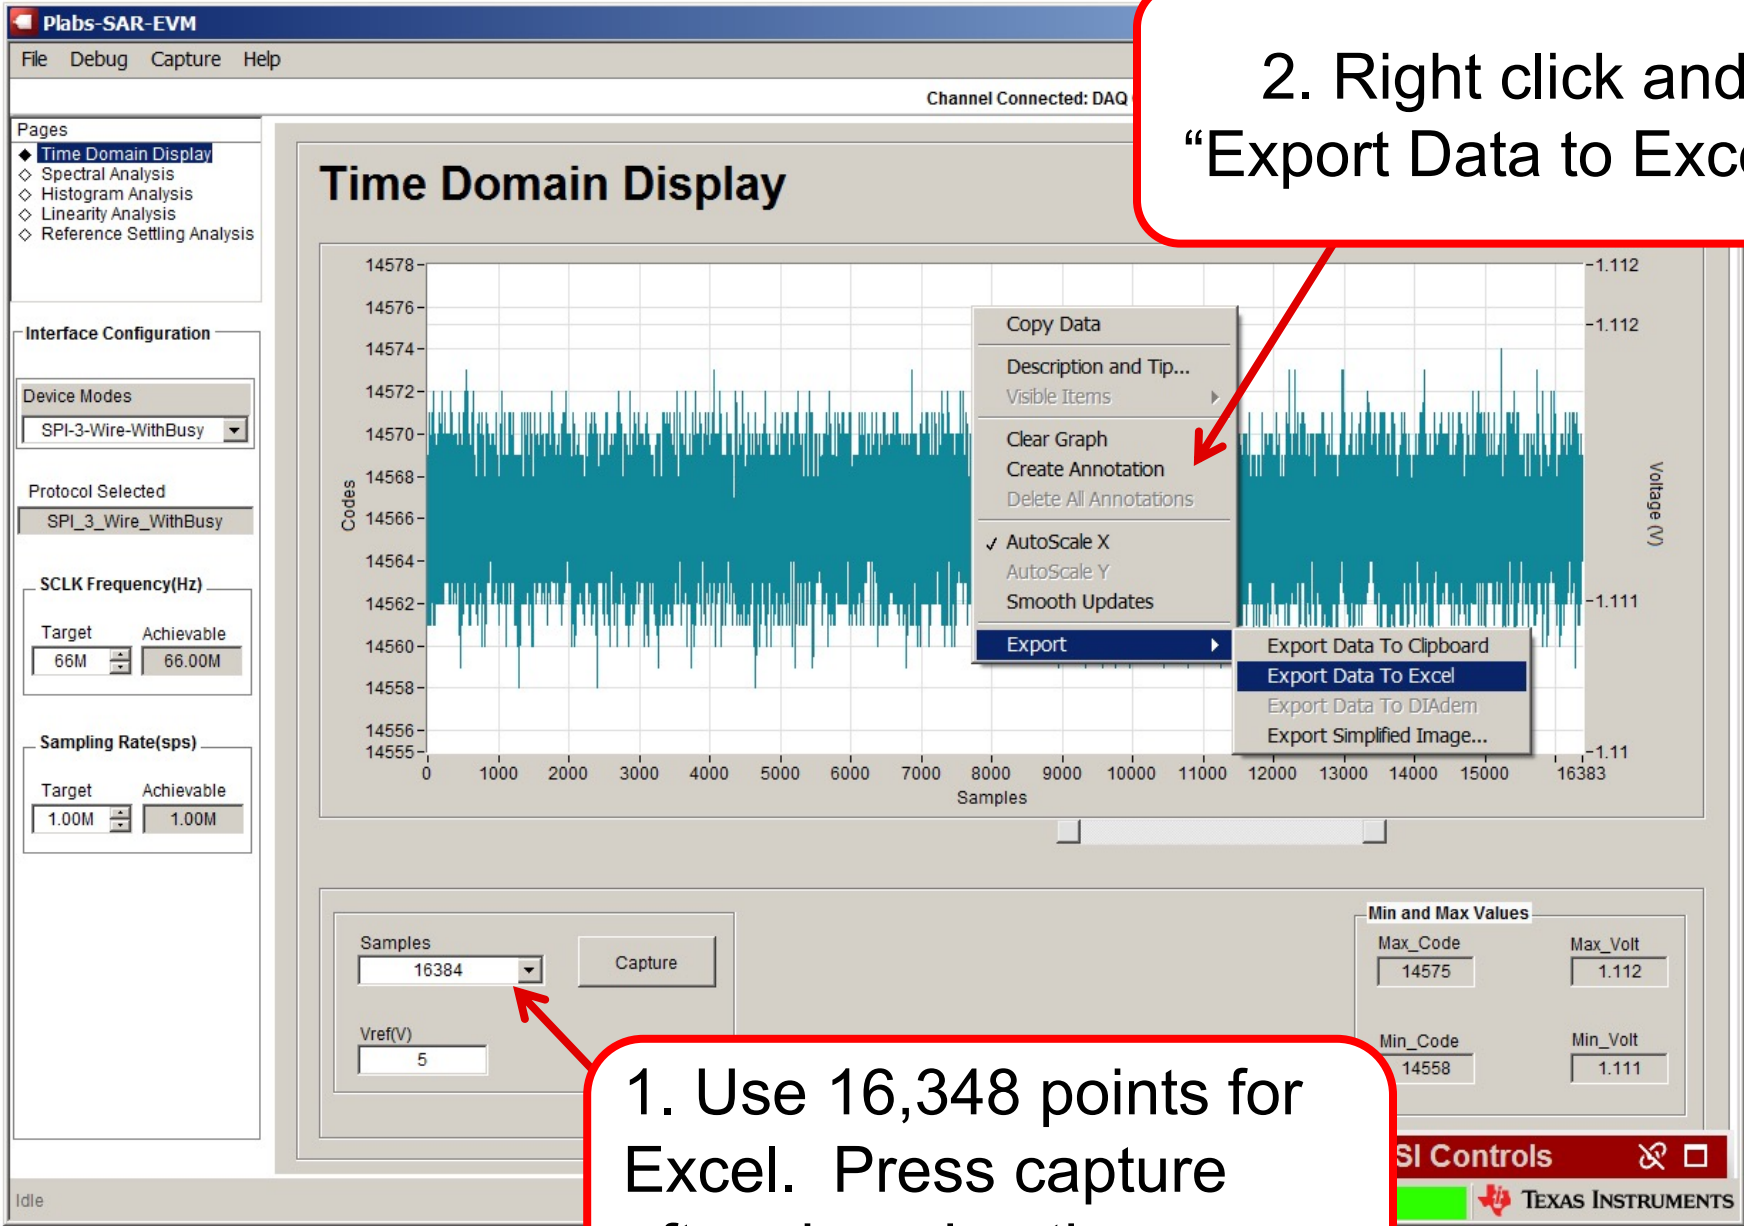 Plabs-SAR-EVM
File Debug Capture Help
Channel Connected: DAQ
2. Right click and
“Export Data to
Pages
Time Domain Display
Spectral Analysis
Histogram Analysis
Linearity Analysis
Reference Settling Analysis
Interface Configuration
Device Modes
SPI-3-Wire-WithBusy
Protocol Selected
SPI_3_Wire_WithBusy
SCLK Frequency(Hz)
Target Achievable
66M 66.00M
Sampling Rate(sps)
Target Achievable
1.00M 1.00M
Time Domain Display
14578
14576
14574
14572
14570
14568
14566
14564
14562
14560
14558
14556
14555
Codes
1.112
1.112
1.111
1.11
Voltage (V)
0 1000 2000 3000 4000 5000 6000 7000 8000 9000 10000 11000 12000 13000 14000 15000 16383
Samples
Copy Data
Description and Tip...
Visible Items
Clear Graph
Create Annotation
Delete All Annotations
AutoScale X
AutoScale Y
Smooth Updates
Export
Export Data To Clipboard
Export Data To Excel
Export Data To DIAdem
Export Simplified Image...
Samples
16384
Capture
Vref(V)
5
Min and Max Values
Max_Code Max_Volt
14575 1.112
Min_Code Min_Volt
14558 1.111
1. Use 16,348 points for
Excel. Press capture
SI Controls
Idle
TEXAS INSTRUMENTS